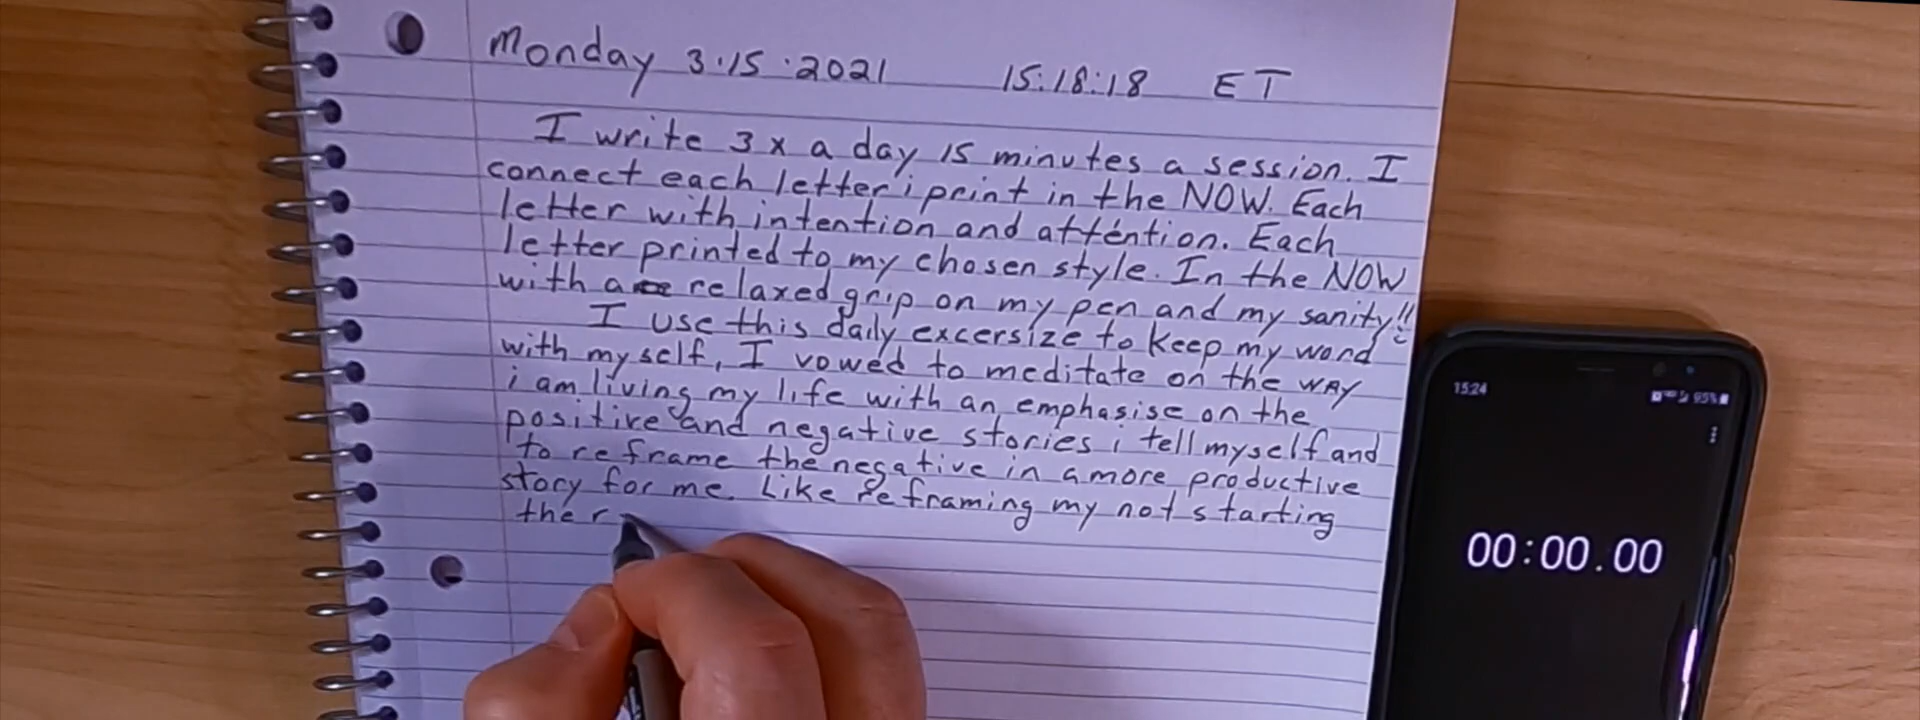 Monday 3.15.2021 15:18:18 ET
I write 3 x a day 15 minutes a session. I
connect each letter i print in the NOW. Each
letter with intention and attention. Each
letter printed to my chosen style. In the NOW
with a relaxed grip on my pen and my sanity!!
I use this daily excersize to keep my word
with myself, I vowed to meditate on the WAY
i am living my life with an emphasise on the
positive and negative stories i tell myself and
to reframe the negative in a more productive
story for me. Like reframing my not starting
the r
15:24
95%
00:00.00